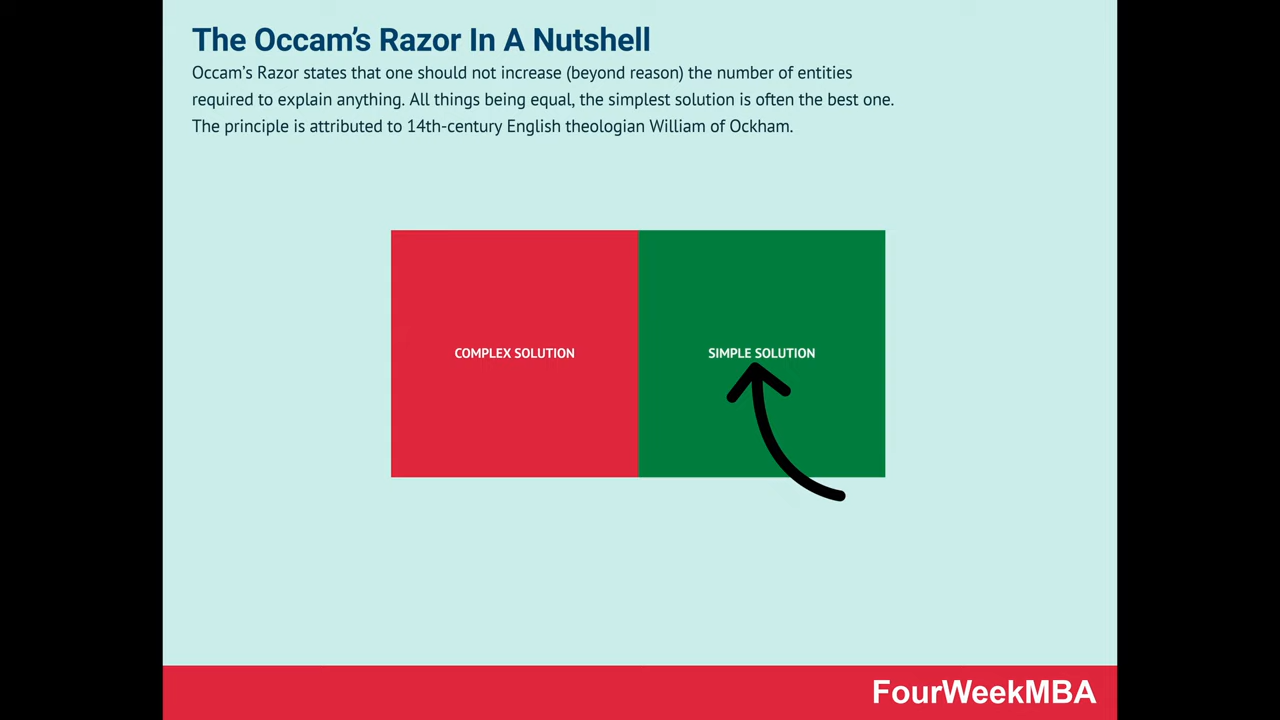 The Occam’s Razor In A Nutshell
Occam’s Razor states that one should not increase (beyond reason) the number of entities
required to explain anything. All things being equal, the simplest solution is often the best one.
The principle is attributed to 14th-century English theologian William of Ockham.
COMPLEX SOLUTION
SIMPLE SOLUTION
FourWeekMBA